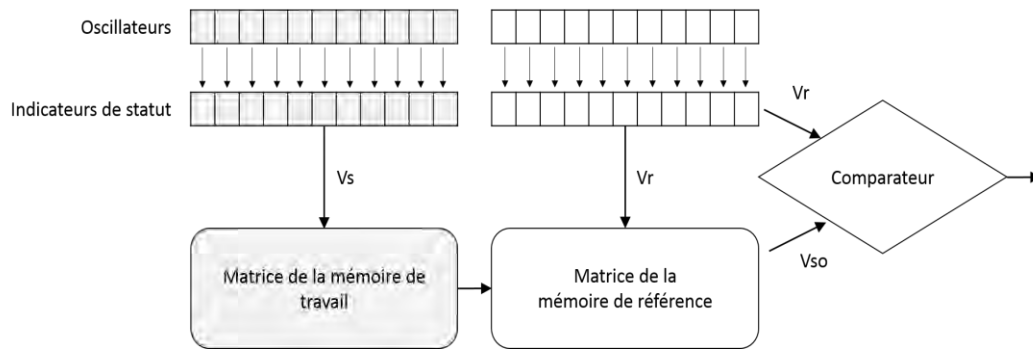 Oscillateurs
Indicateurs de statut
Vr
Vs
Vr
Comparateur
Vso
Matrice de la mémoire de
travail
Matrice de la
mémoire de référence